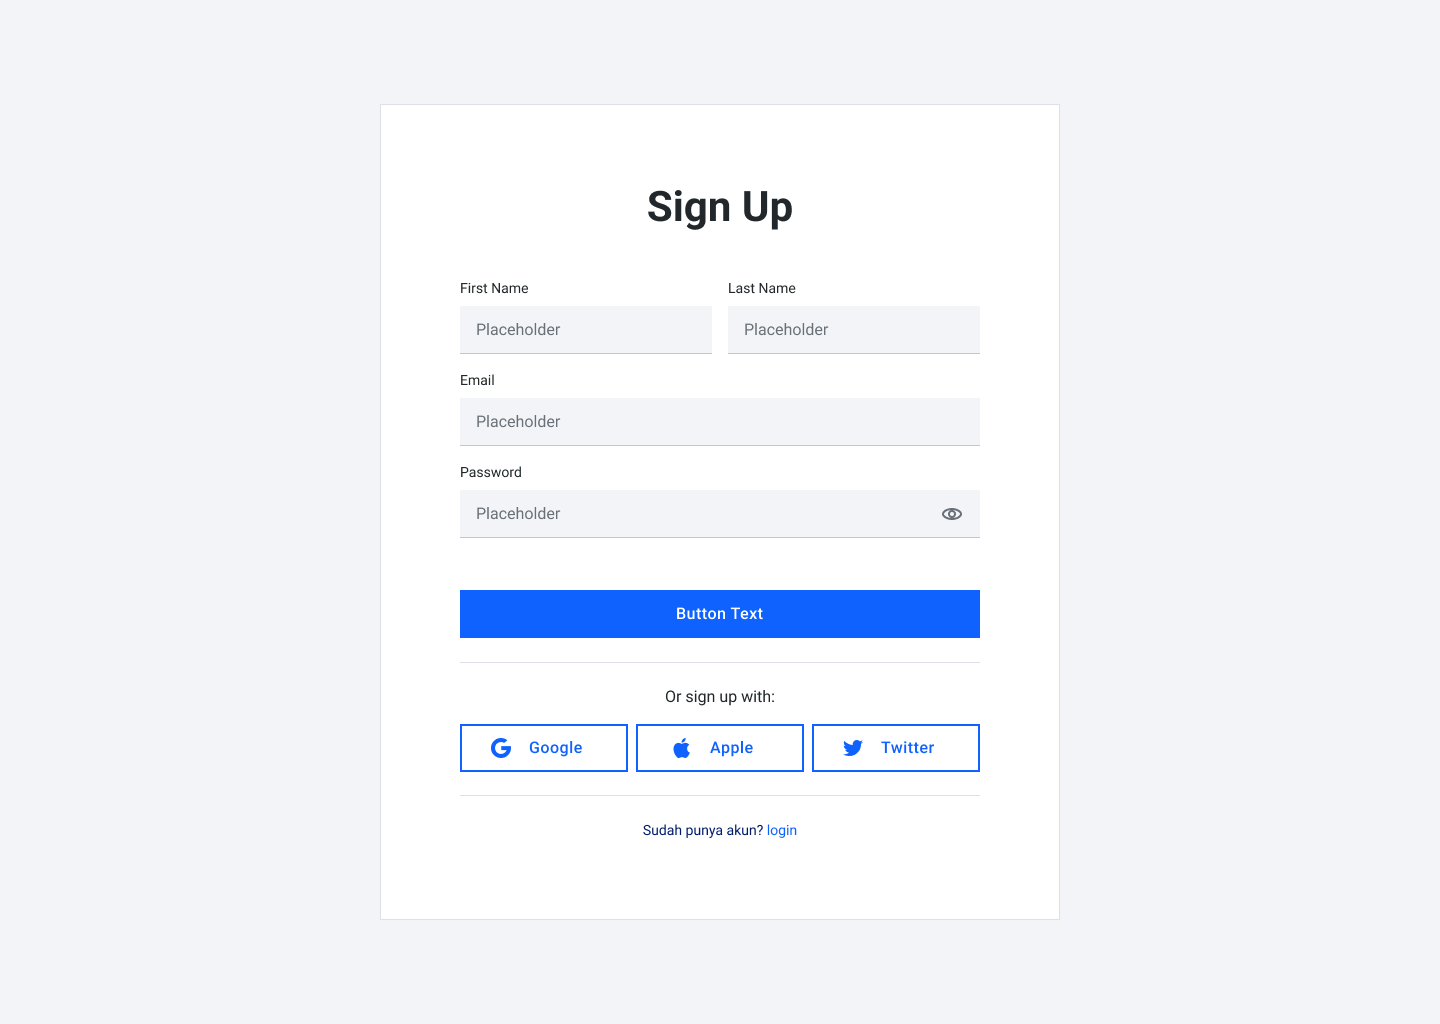 Sign Up
First Name
Last Name
Placeholder
Placeholder
Email
Placeholder
Password
Placeholder
Button Text
Or sign up with:
Google
Apple
Twitter
Sudah punya akun? login